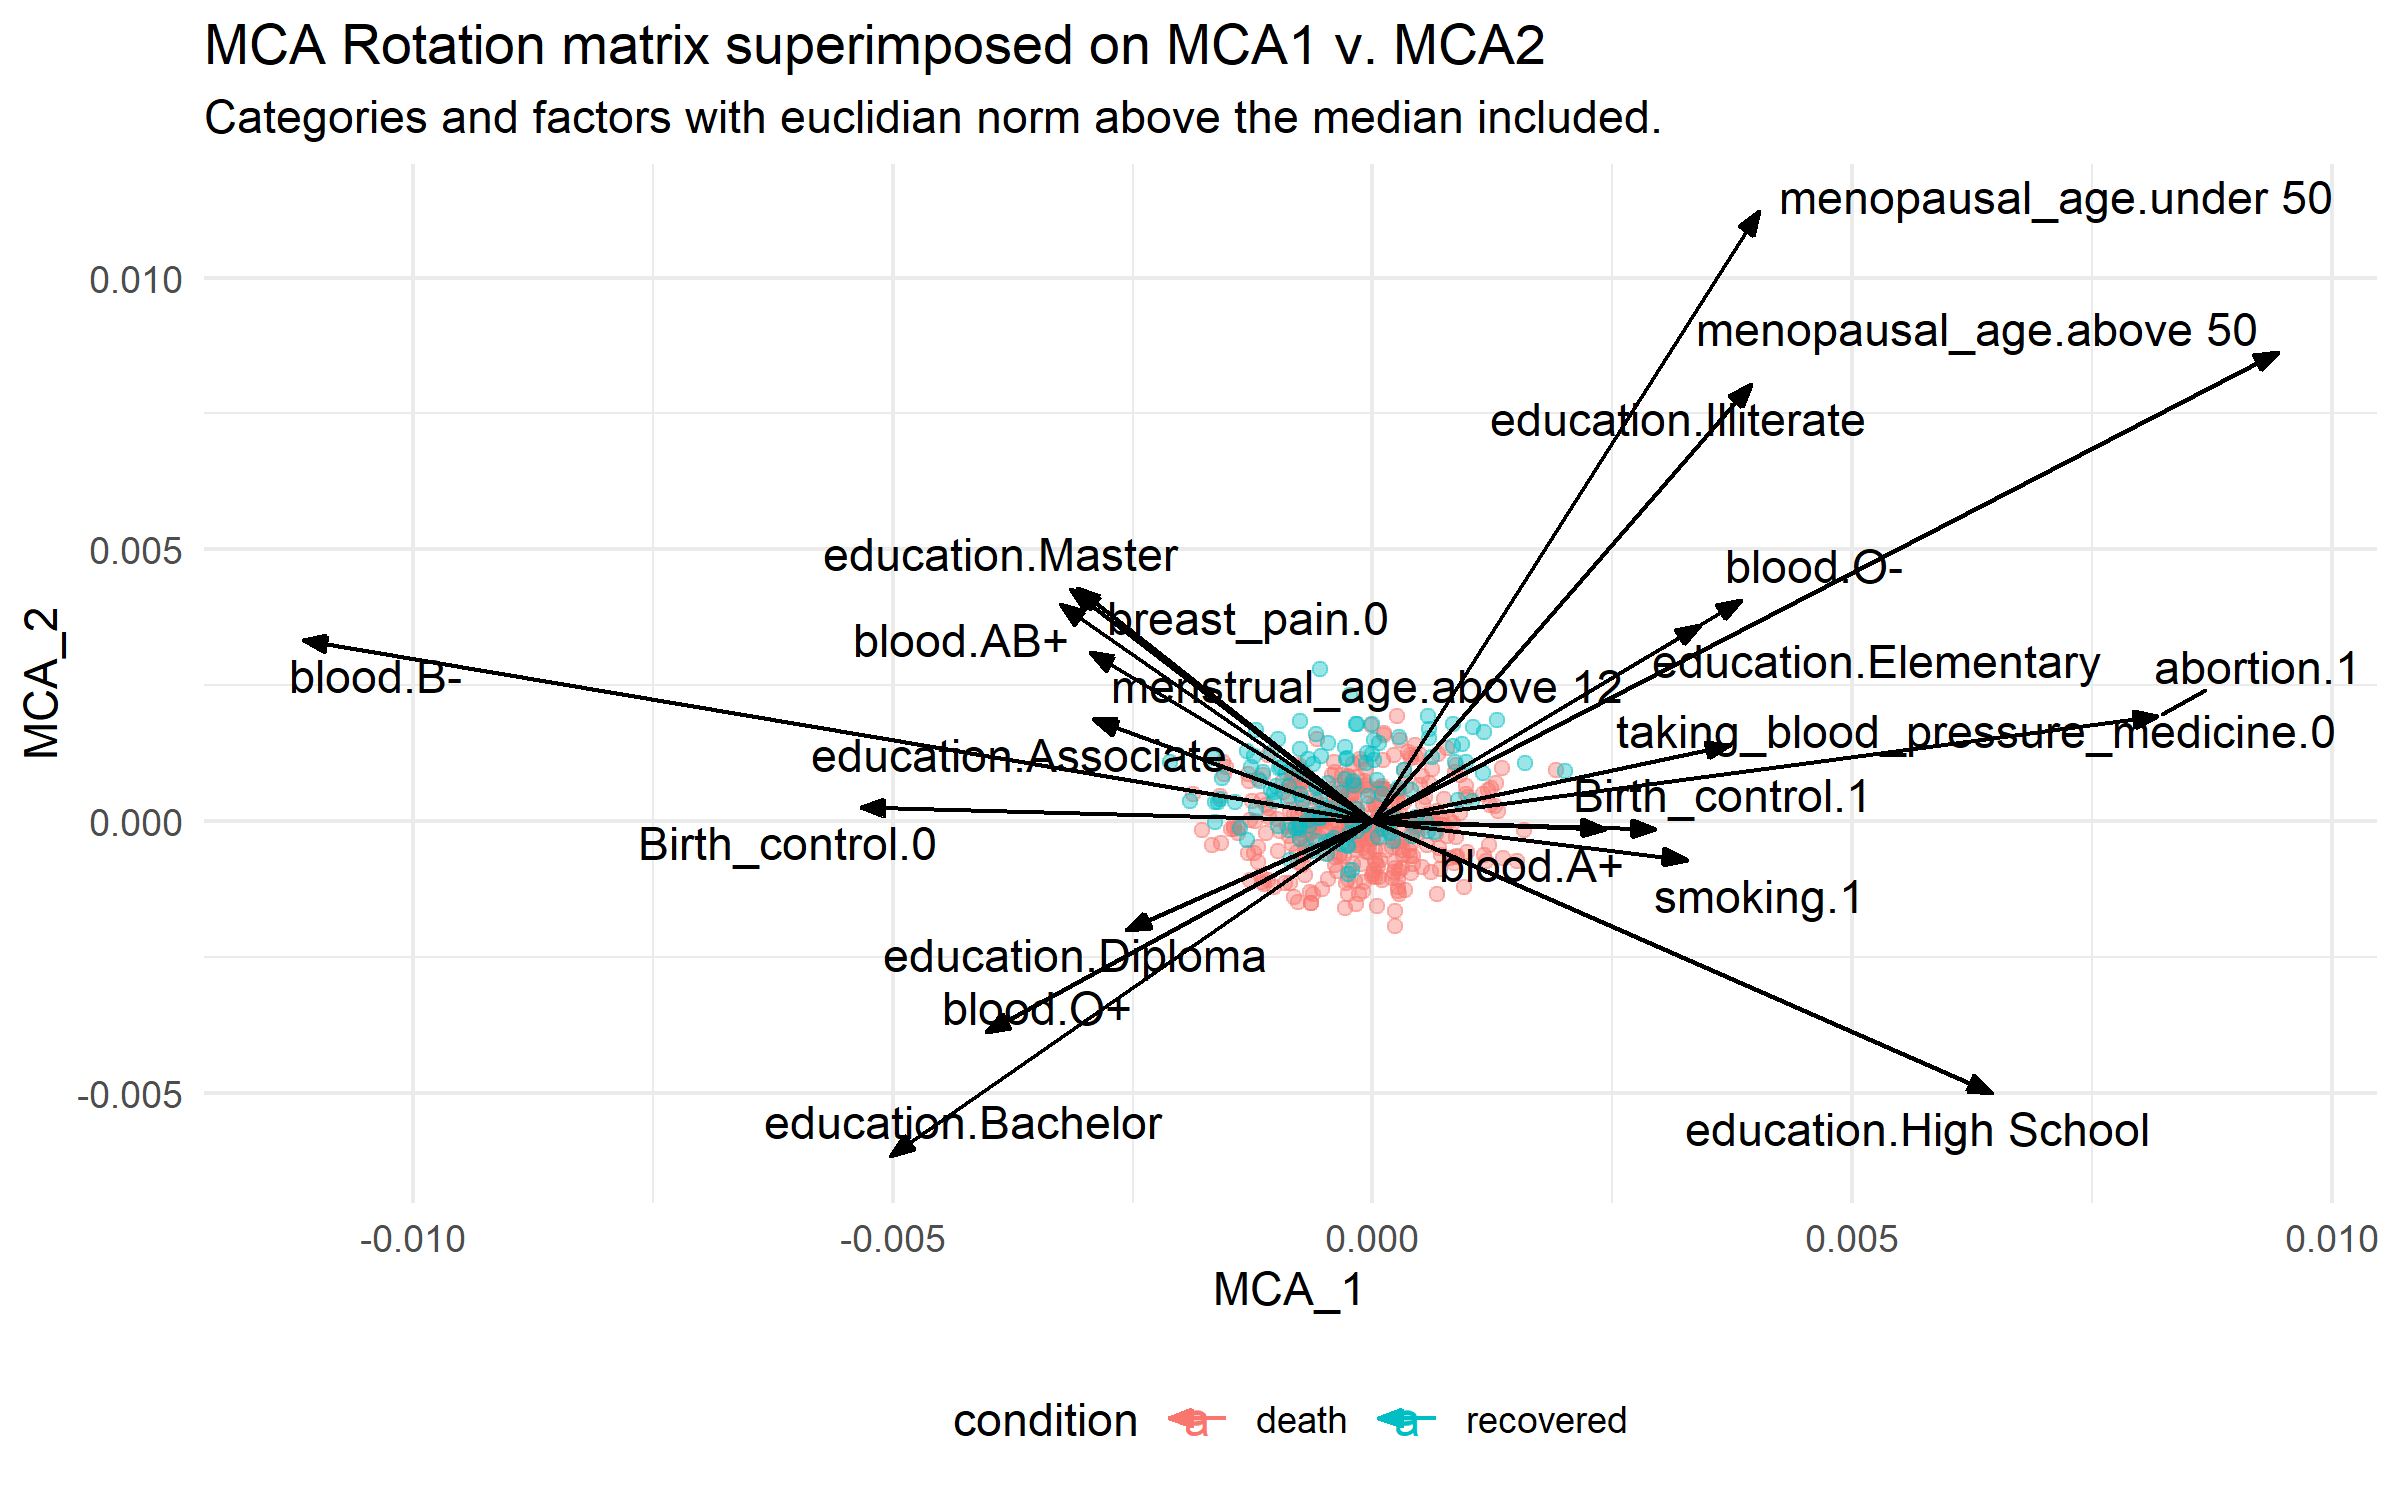 MCA Rotation matrix superimposed on MCA1 v. MCA2
Categories and factors with euclidian norm above the median included.
menopausal_age.under 50
0.010
menopausal_age.above 50
education.Illiterate
0.005
education.Master
blood.O-
breast_pain.0
blood.AB+
education.Elementary
abortion.1
blood.B-
menstrual_age.above 12
MCA_2
taking_blood_pressure_medicine.0
education.Associate
Birth_control.1
0.000
Birth_control.0
blood.A+
smoking.1
education.Diploma
blood.O+
-0.005
education.Bachelor
education.High School
-0.010
-0.005
0.000
0.005
0.010
MCA_1
condition a death a recovered